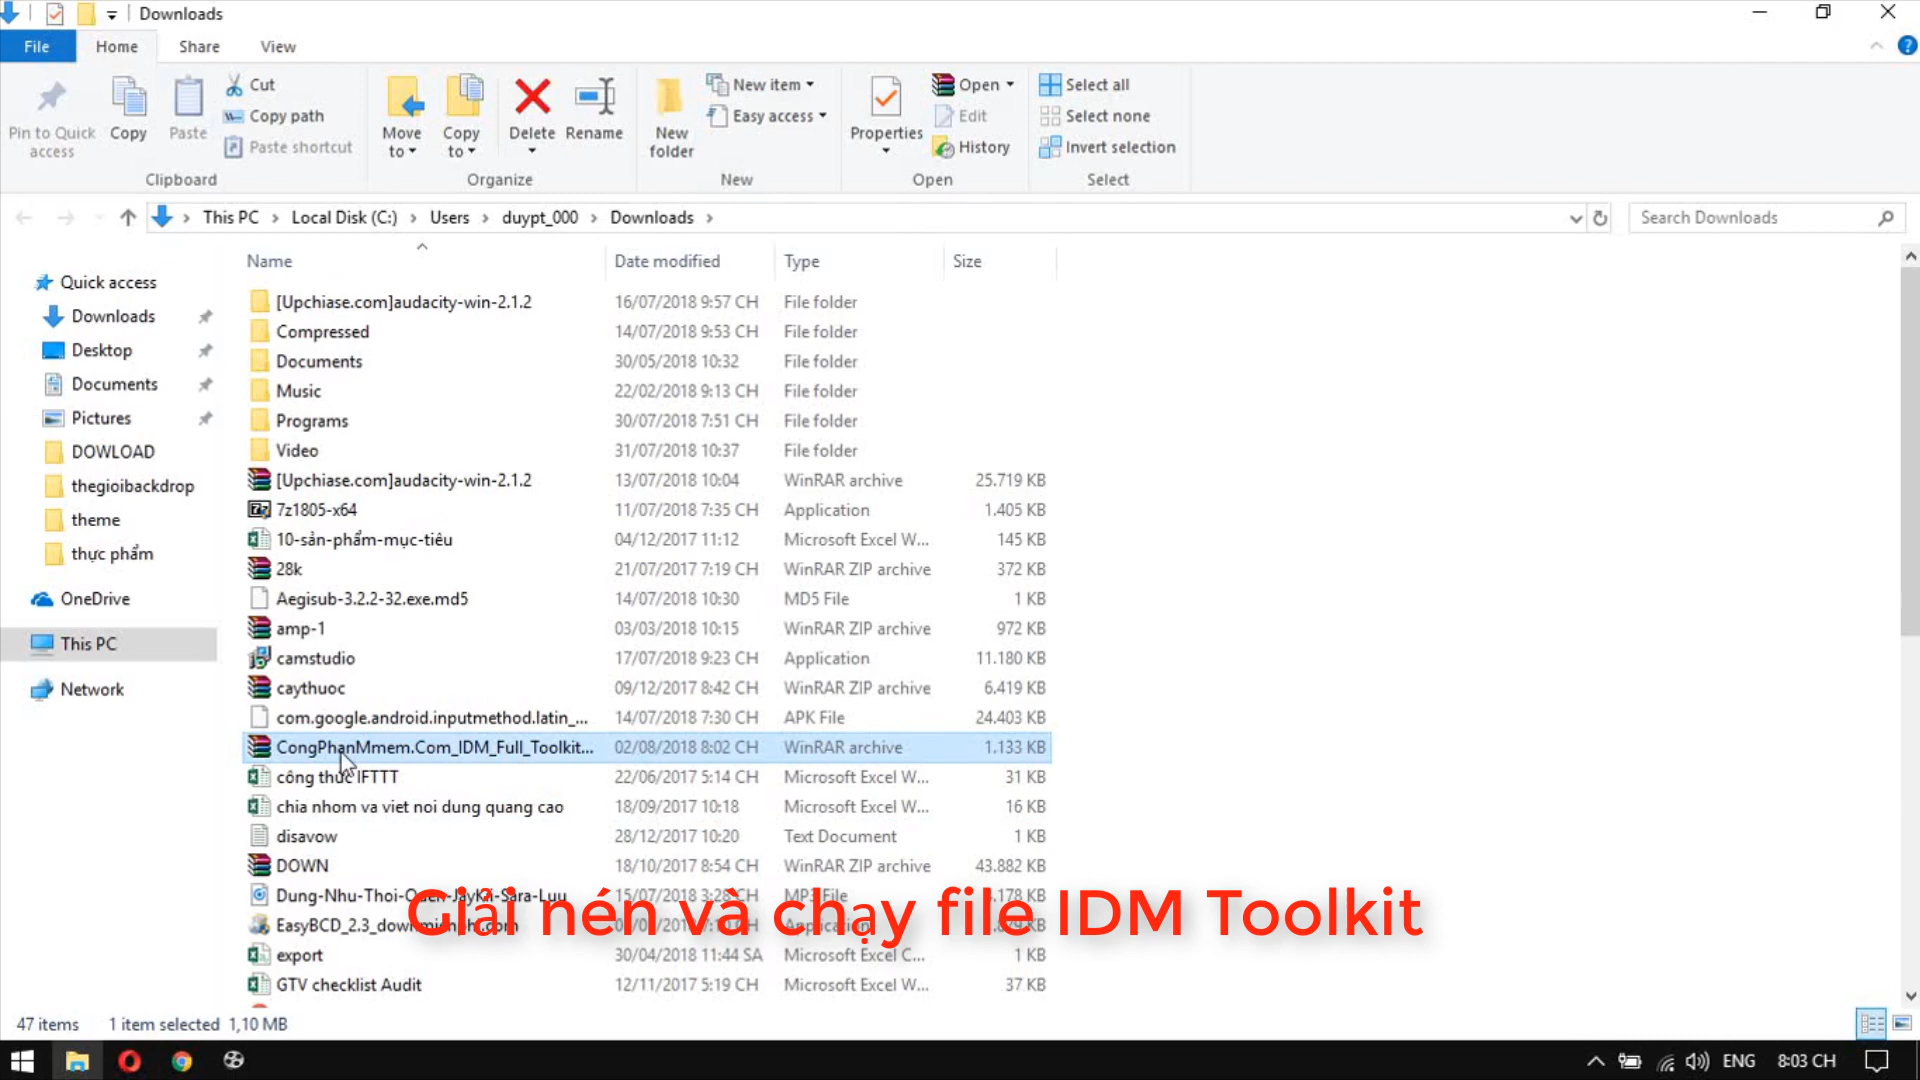 Downloads
File Home Share View
Pin to Quick access
Copy
Paste
Cut
Copy path
Paste shortcut
Clipboard
Move to
Copy to
Delete
Rename
Organize
New folder
New item
Easy access
New
Properties
Open
Edit
History
Open
Select all
Select none
Invert selection
Select
This PC > Local Disk (C:) > Users > duypt_000 > Downloads >
Search Downloads
Quick access
Downloads
Desktop
Documents
Pictures
DOWLOAD
thegioibackdrop
theme
thực phẩm
OneDrive
This PC
Network
Name Date modified Type Size
[Upchiase.com]audacity-win-2.1.2 16/07/2018 9:57 CH File folder
Compressed 14/07/2018 9:53 CH File folder
Documents 30/05/2018 10:32 File folder
Music 22/02/2018 9:13 CH File folder
Programs 30/07/2018 7:51 CH File folder
Video 31/07/2018 10:37 File folder
[Upchiase.com]audacity-win-2.1.2 13/07/2018 10:04 WinRAR archive 25.719 KB
7z1805-x64 11/07/2018 7:35 CH Application 1.405 KB
10-sản-phẩm-mục-tiêu 04/12/2017 11:12 Microsoft Excel W... 145 KB
28k 21/07/2017 7:19 CH WinRAR ZIP archive 372 KB
Aegisub-3.2.2-32.exe.md5 14/07/2018 10:30 MD5 File 1 KB
amp-1 03/03/2018 10:15 WinRAR ZIP archive 972 KB
camstudio 17/07/2018 9:23 CH Application 11.180 KB
caythuoc 09/12/2017 8:42 CH WinRAR ZIP archive 6.419 KB
com.google.android.inputmethod.latin_... 14/07/2018 7:30 CH APK File 24.403 KB
CongPhanMmem.Com_IDM_Full_Toolkit... 02/08/2018 8:02 CH WinRAR archive 1.133 KB
công thức IFTTT 22/06/2017 5:14 CH Microsoft Excel W... 31 KB
chia nhom va viet noi dung quang cao 18/09/2017 10:18 Microsoft Excel W... 16 KB
disavow 28/12/2017 10:20 Text Document 1 KB
DOWN 18/10/2017 8:54 CH WinRAR ZIP archive 43.882 KB
15/07/2018 3:28 CH MP3 File
Giải nén và chạy file IDM Toolkit
export 30/04/2018 11:44 SA Microsoft Excel C... 1 KB
GTV checklist Audit 12/11/2017 5:19 CH Microsoft Excel W... 37 KB
47 items 1 item selected 1,10 MB
ENG 8:03 CH